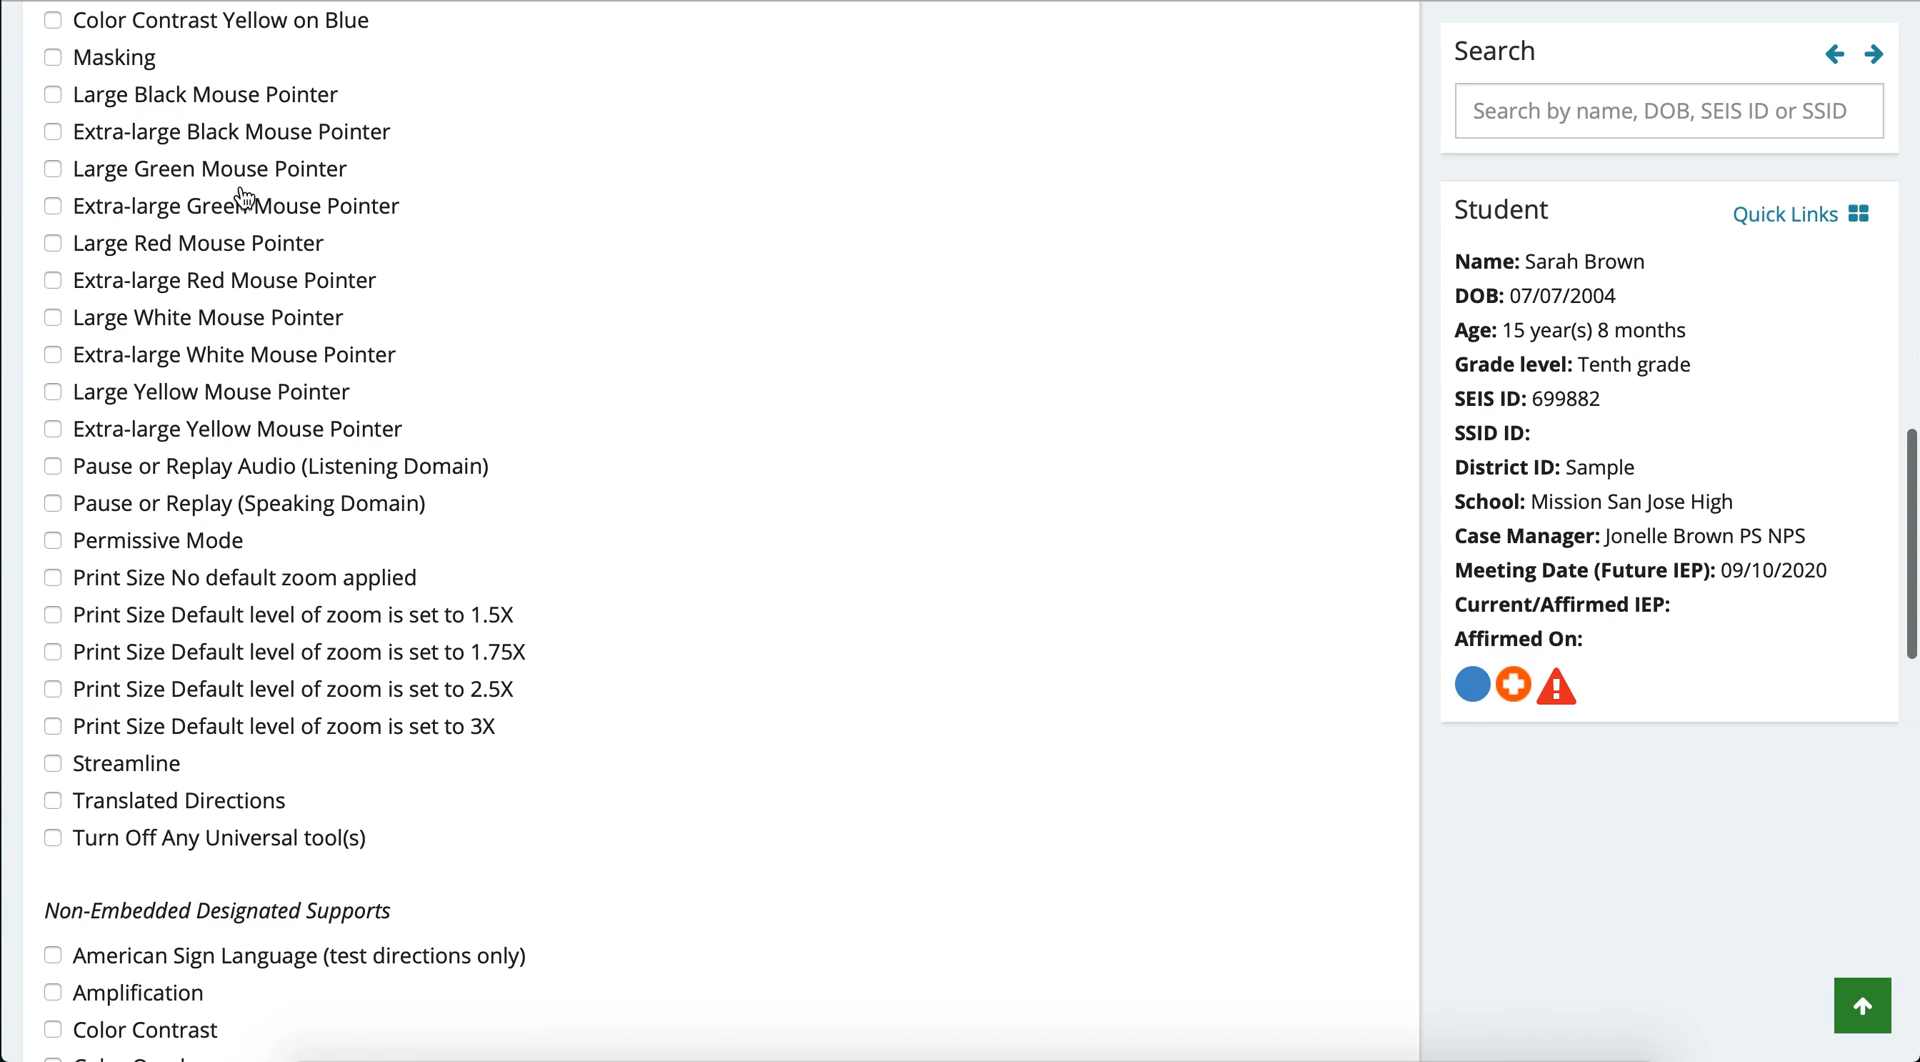 Color Contrast Yellow on Blue
Masking
Large Black Mouse Pointer
Extra-large Black Mouse Pointer
Large Green Mouse Pointer
Extra-large Green Mouse Pointer
Large Red Mouse Pointer
Extra-large Red Mouse Pointer
Large White Mouse Pointer
Extra-large White Mouse Pointer
Large Yellow Mouse Pointer
Extra-large Yellow Mouse Pointer
Pause or Replay Audio (Listening Domain)
Pause or Replay (Speaking Domain)
Permissive Mode
Print Size No default zoom applied
Print Size Default level of zoom is set to 1.5X
Print Size Default level of zoom is set to 1.75X
Print Size Default level of zoom is set to 2.5X
Print Size Default level of zoom is set to 3X
Streamline
Translated Directions
Turn Off Any Universal tool(s)
Non-Embedded Designated Supports
American Sign Language (test directions only)
Amplification
Color Contrast
Search
Search by name, DOB, SEIS ID or SSID
Student
Quick Links
Name: Sarah Brown
DOB: 07/07/2004
Age: 15 year(s) 8 months
Grade level: Tenth grade
SEIS ID: 699882
SSID ID:
District ID: Sample
School: Mission San Jose High
Case Manager: Jonelle Brown PS NPS
Meeting Date (Future IEP): 09/10/2020
Current/Affirmed IEP:
Affirmed On: